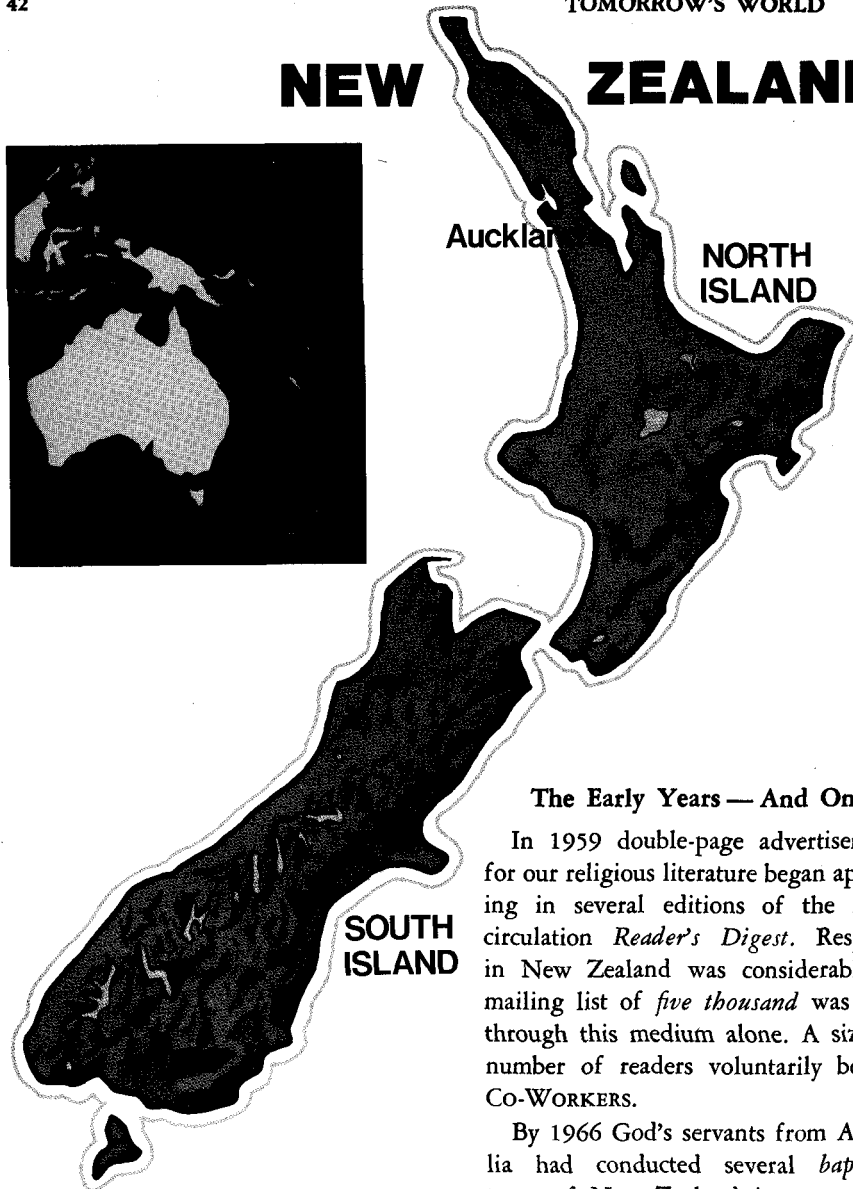 42
TOMORROW'S WORLD
NEW ZEALAN
Aucklan
NORTH
ISLAND
SOUTH
ISLAND
The Early Years — And On
In 1959 double-page advertise
for our religious literature began ap
ing in several editions of the
circulation Reader's Digest. Res
in New Zealand was considerab
mailing list of five thousand was
through this medium alone. A siz
number of readers voluntarily be
CO-WORKERS.
By 1966 God's servants from A
lia had conducted several bap